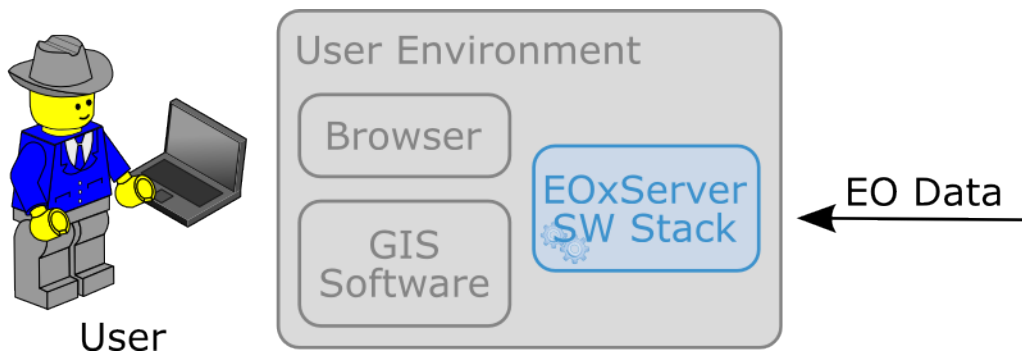 User Environment
Browser
EOxServer
SW Stack
EO Data
GIS
Software
User